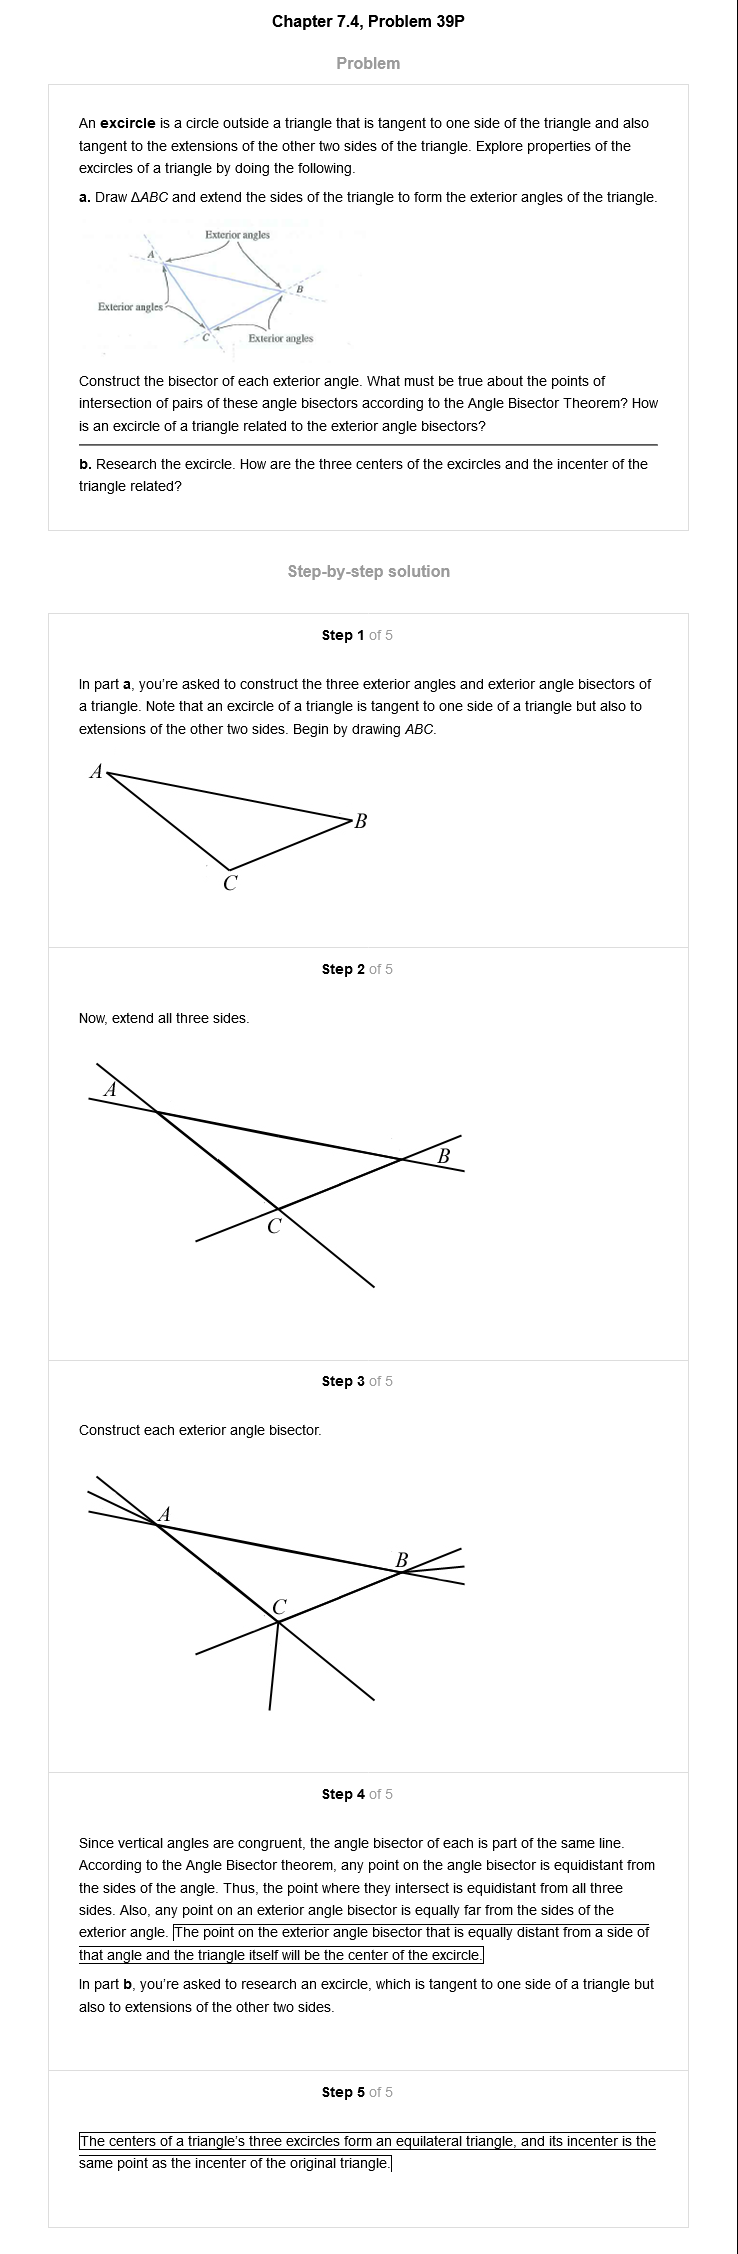 Chapter 7.4, Problem 39P
Problem
An excircle is a circle outside a triangle that is tangent to one side of the triangle and also
tangent to the extensions of the other two sides of the triangle. Explore properties of the
excircles of a triangle by doing the following.
a. Draw ΔABC and extend the sides of the triangle to form the exterior angles of the triangle.
Exterior angles
A
B
Exterior angles
C
Exterior angles
Construct the bisector of each exterior angle. What must be true about the points of
intersection of pairs of these angle bisectors according to the Angle Bisector Theorem? How
is an excircle of a triangle related to the exterior angle bisectors?
b. Research the excircle. How are the three centers of the excircles and the incenter of the
triangle related?
Step-by-step solution
Step 1 of 5
In part a, you're asked to construct the three exterior angles and exterior angle bisectors of
a triangle. Note that an excircle of a triangle is tangent to one side of a triangle but also to
extensions of the other two sides. Begin by drawing ABC.
A
B
C
Step 2 of 5
Now, extend all three sides.
A
B
C
Step 3 of 5
Construct each exterior angle bisector.
A
B
C
Step 4 of 5
Since vertical angles are congruent, the angle bisector of each is part of the same line.
According to the Angle Bisector theorem, any point on the angle bisector is equidistant from
the sides of the angle. Thus, the point where they intersect is equidistant from all three
sides. Also, any point on an exterior angle bisector is equally far from the sides of the
exterior angle. The point on the exterior angle bisector that is equally distant from a side of
that angle and the triangle itself will be the center of the excircle.
In part b, you're asked to research an excircle, which is tangent to one side of a triangle but
also to extensions of the other two sides.
Step 5 of 5
The centers of a triangle's three excircles form an equilateral triangle, and its incenter is the
same point as the incenter of the original triangle.